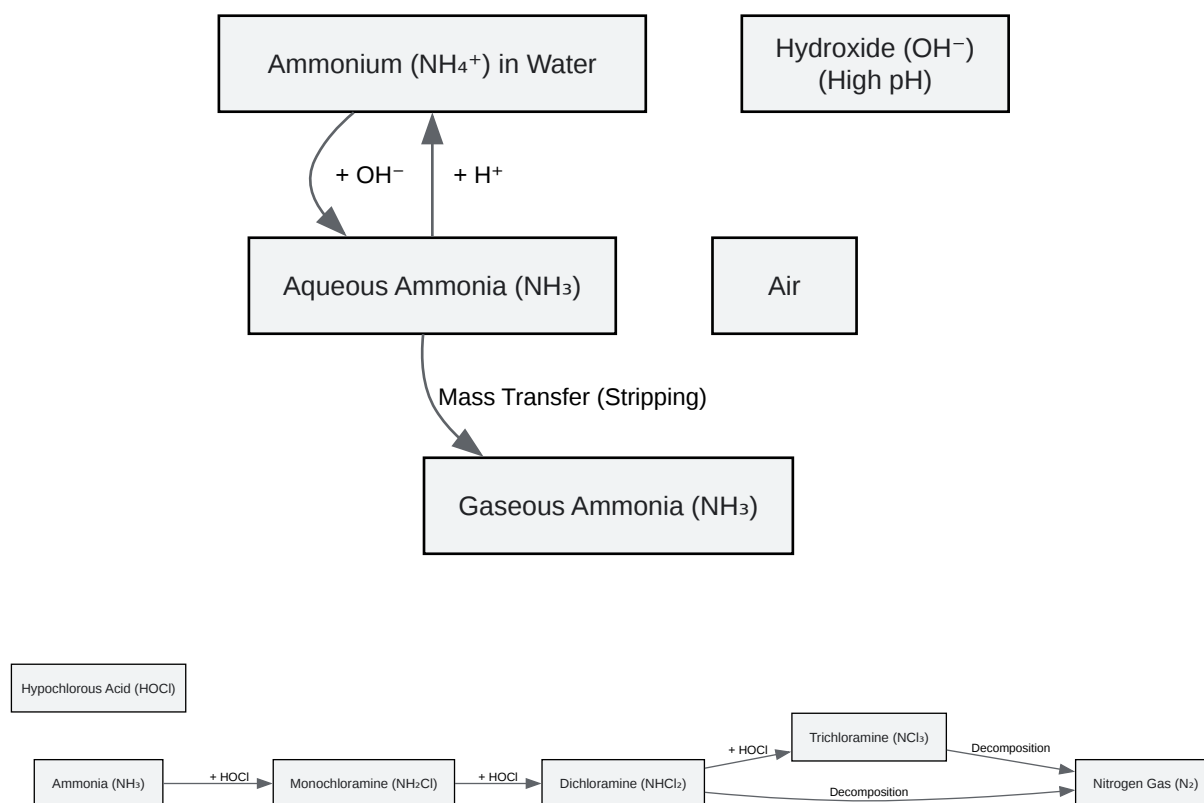 Ammonium (NH₄⁺) in Water
Hydroxide (OH⁻)
(High pH)
+ OH⁻
+ H⁺
Aqueous Ammonia (NH₃)
Air
Mass Transfer (Stripping)
Gaseous Ammonia (NH₃)
Hypochlorous Acid (HOCl)
Ammonia (NH₃)
+ HOCl
Monochloramine (NH₂Cl)
+ HOCl
Dichloramine (NHCl₂)
+ HOCl
Trichloramine (NCl₃)
Decomposition
Decomposition
Nitrogen Gas (N₂)